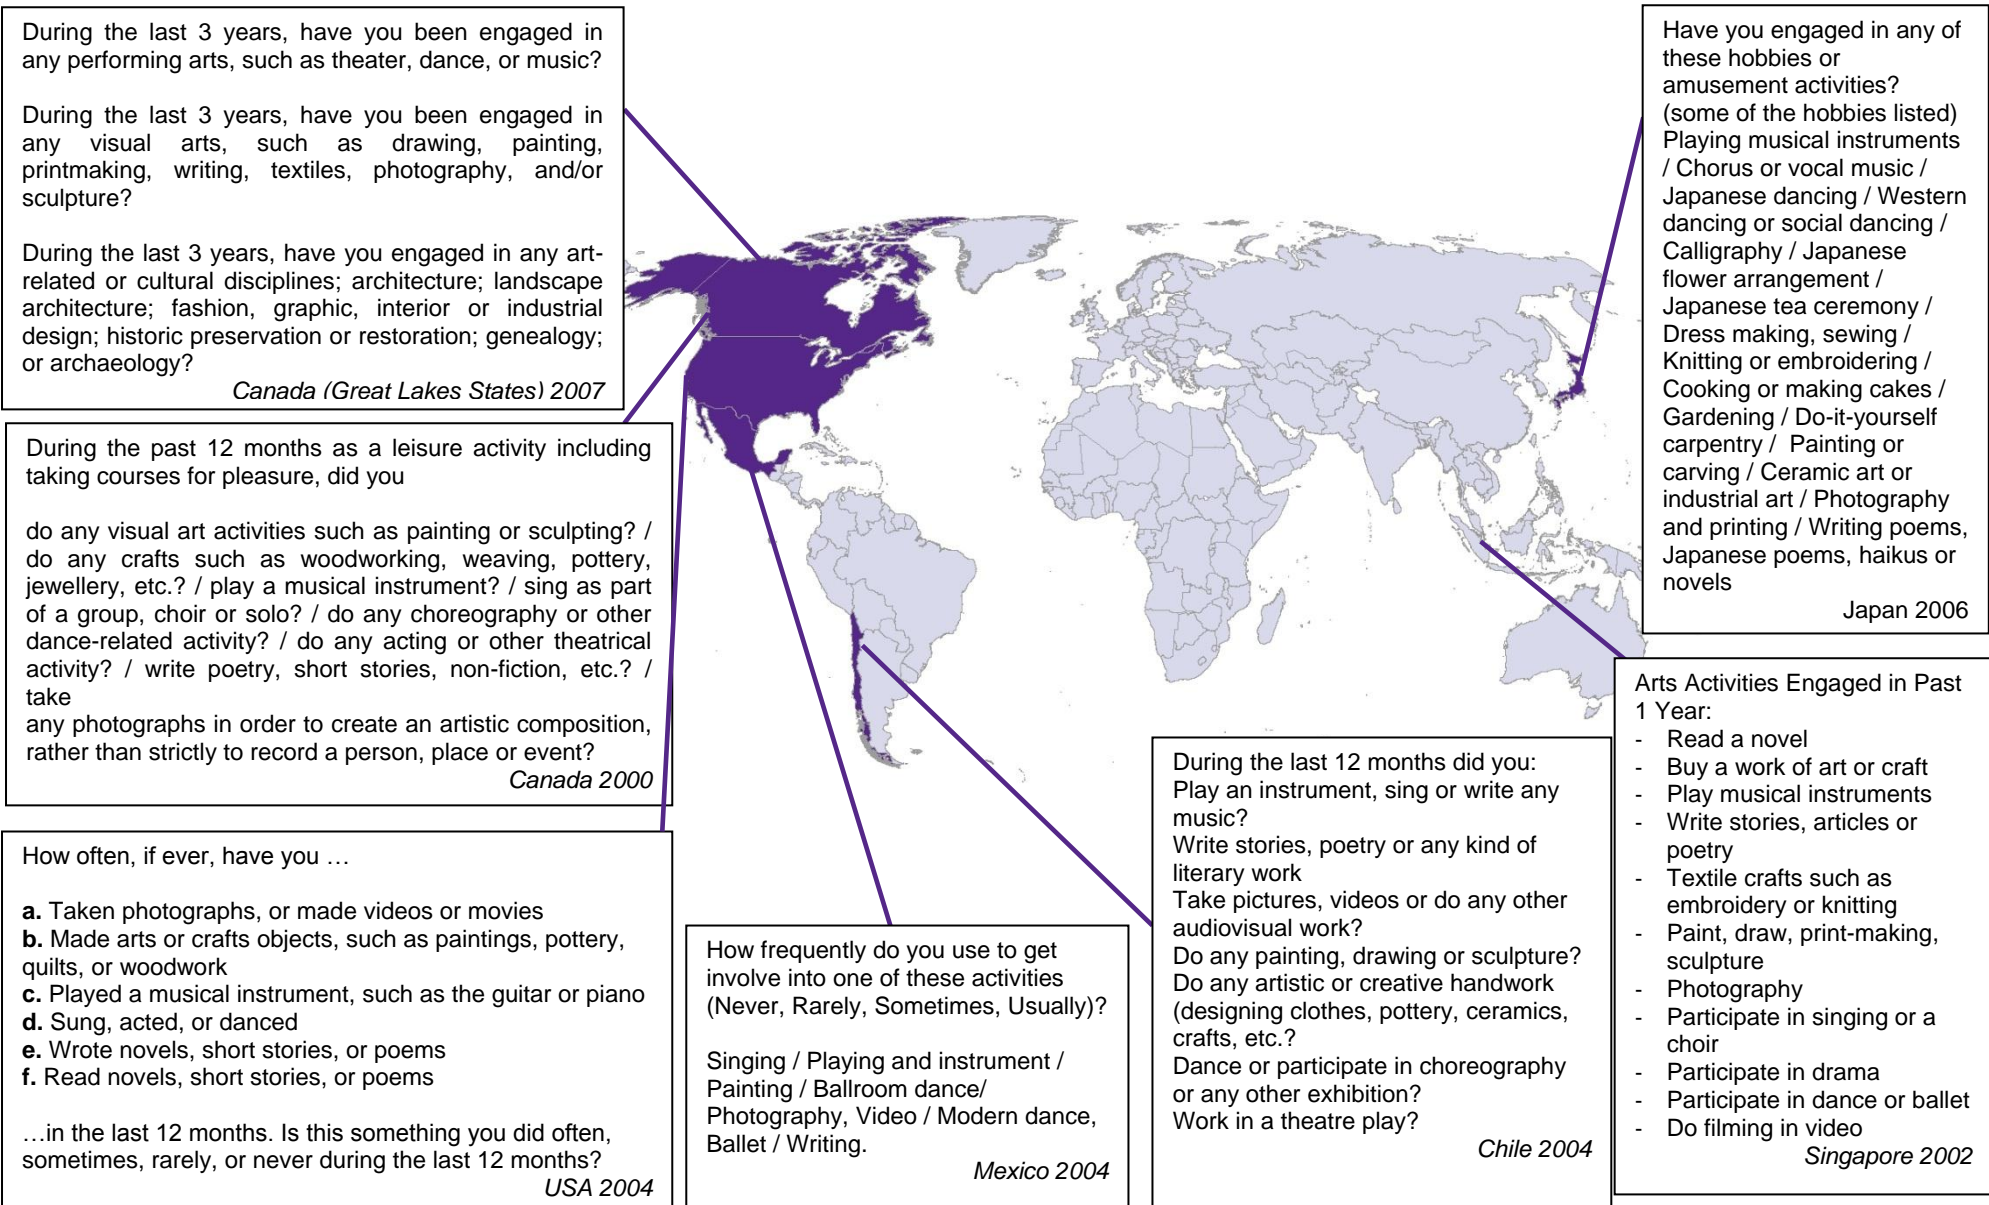 During the last 3 years, have you been engaged in
any performing arts, such as theater, dance, or music?
During the last 3 years, have you been engaged in
any visual arts, such as drawing, painting,
printmaking, writing, textiles, photography, and/or
sculpture?
During the last 3 years, have you engaged in any art-
related or cultural disciplines; architecture; landscape
architecture; fashion, graphic, interior or industrial
design; historic preservation or restoration; genealogy;
or archaeology?
Canada (Great Lakes States) 2007
During the past 12 months as a leisure activity including
taking courses for pleasure, did you
do any visual art activities such as painting or sculpting? /
do any crafts such as woodworking, weaving, pottery,
jewellery, etc.? / play a musical instrument? / sing as part
of a group, choir or solo? / do any choreography or other
dance-related activity? / do any acting or other theatrical
activity? / write poetry, short stories, non-fiction, etc.? /
take
any photographs in order to create an artistic composition,
rather than strictly to record a person, place or event?
Canada 2000
How often, if ever, have you …
a. Taken photographs, or made videos or movies
b. Made arts or crafts objects, such as paintings, pottery,
quilts, or woodwork
c. Played a musical instrument, such as the guitar or piano
d. Sung, acted, or danced
e. Wrote novels, short stories, or poems
f. Read novels, short stories, or poems
…in the last 12 months. Is this something you did often,
sometimes, rarely, or never during the last 12 months?
USA 2004
How frequently do you use to get
involve into one of these activities
(Never, Rarely, Sometimes, Usually)?
Singing / Playing and instrument /
Painting / Ballroom dance/
Photography, Video / Modern dance,
Ballet / Writing.
Mexico 2004
During the last 12 months did you:
Play an instrument, sing or write any
music?
Write stories, poetry or any kind of
literary work
Take pictures, videos or do any other
audiovisual work?
Do any painting, drawing or sculpture?
Do any artistic or creative handwork
(designing clothes, pottery, ceramics,
crafts, etc.?
Dance or participate in choreography
or any other exhibition?
Work in a theatre play?
Chile 2004
Have you engaged in any of
these hobbies or
amusement activities?
(some of the hobbies listed)
Playing musical instruments
/ Chorus or vocal music /
Japanese dancing / Western
dancing or social dancing /
Calligraphy / Japanese
flower arrangement /
Japanese tea ceremony /
Dress making, sewing /
Knitting or embroidering /
Cooking or making cakes /
Gardening / Do-it-yourself
carpentry / Painting or
carving / Ceramic art or
industrial art / Photography
and printing / Writing poems,
Japanese poems, haikus or
novels
Japan 2006
Arts Activities Engaged in Past
1 Year:
- Read a novel
- Buy a work of art or craft
- Play musical instruments
- Write stories, articles or
poetry
- Textile crafts such as
embroidery or knitting
- Paint, draw, print-making,
sculpture
- Photography
- Participate in singing or a
choir
- Participate in drama
- Participate in dance or ballet
- Do filming in video
Singapore 2002